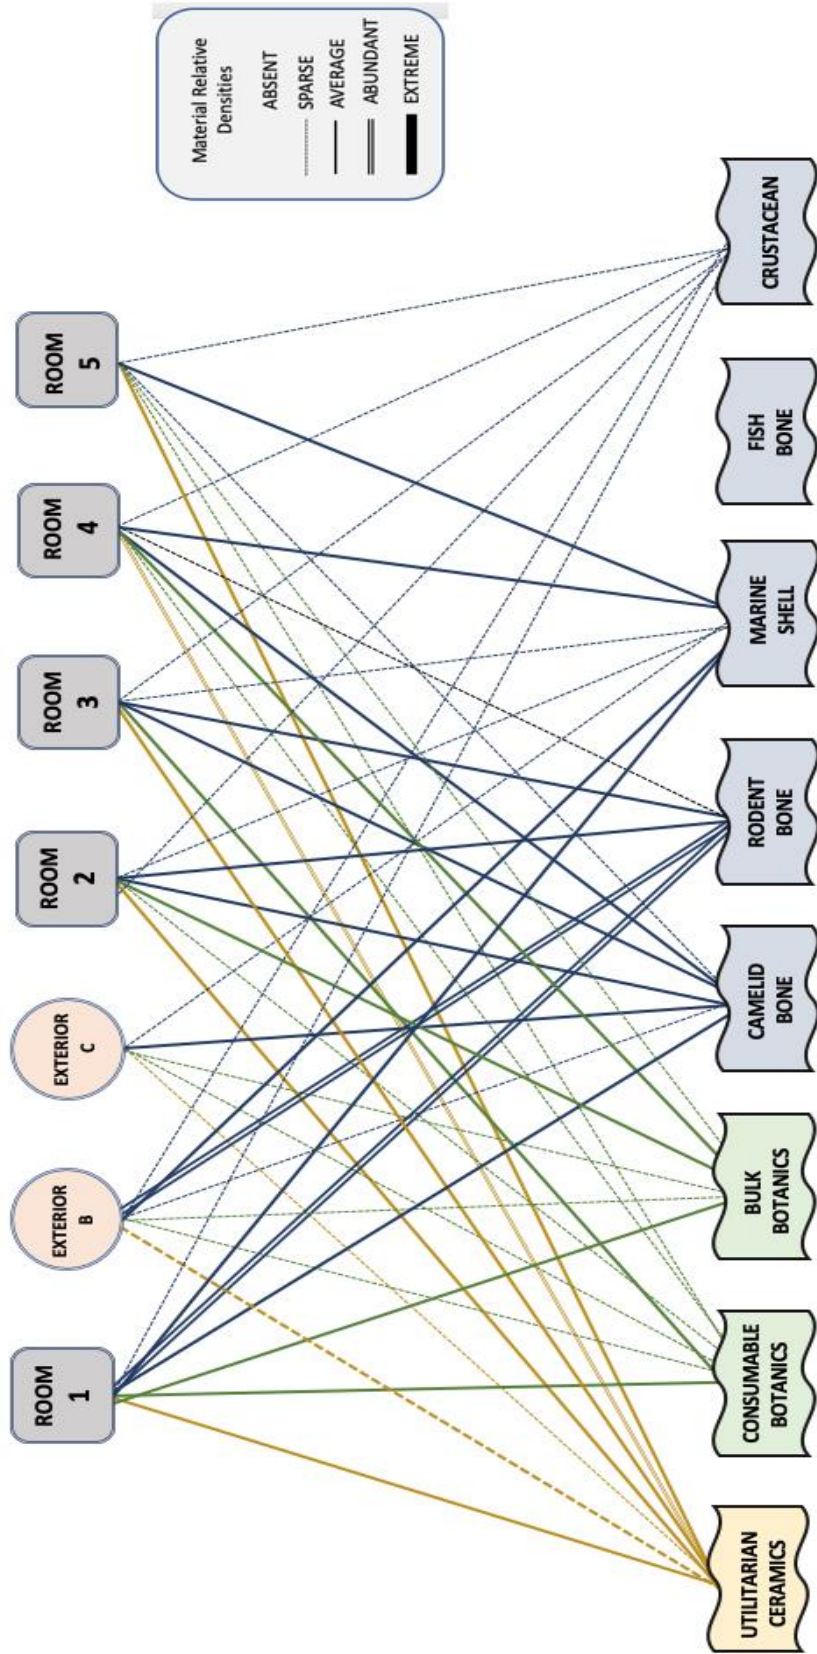 ROOM
1
EXTERIOR
B
EXTERIOR
C
ROOM
2
ROOM
3
ROOM
4
ROOM
5
Material Relative
Densities
ABSENT
SPARSE
AVERAGE
ABUNDANT
EXTREME
UTILITARIAN
CERAMICS
CONSUMABLE
BOTANICS
BULK
BOTANICS
CAMELID
BONE
RODENT
BONE
MARINE
SHELL
FISH
BONE
CRUSTACEAN